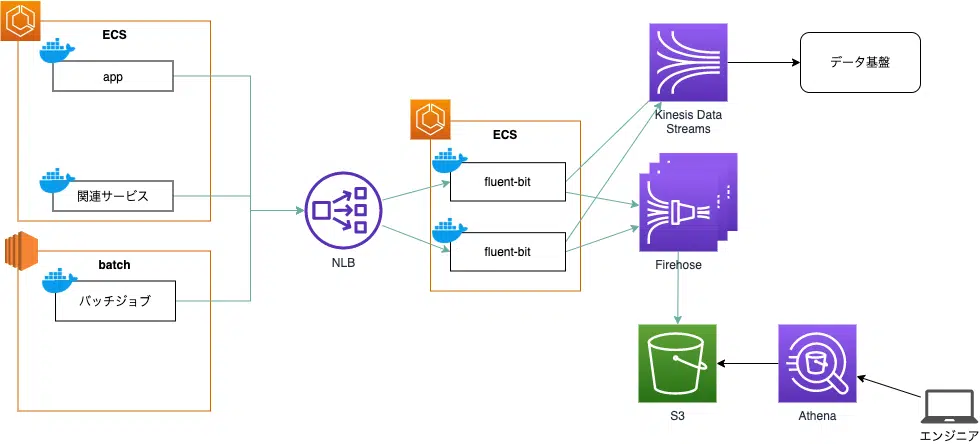 ECS
app
関連サービス
batch
バッチジョブ
NLB
ECS
fluent-bit
fluent-bit
Kinesis Data
Streams
データ基盤
Firehose
S3
Athena
エンジニア